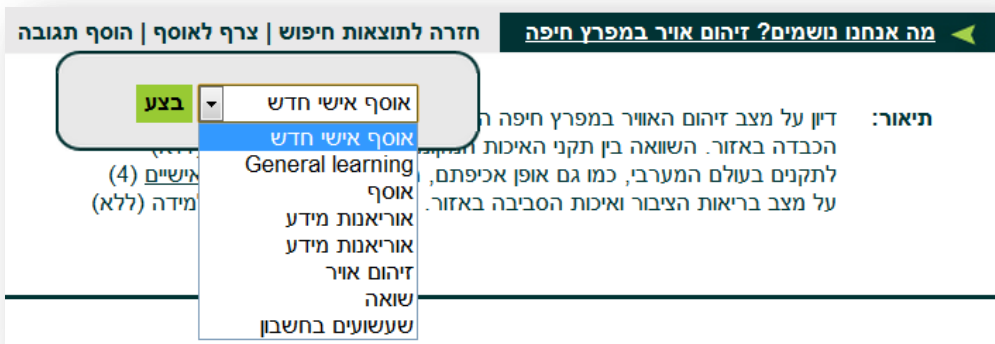 מה אנחנו נושמים? זיהום אויר במפרץ חיפה
חזרה לתוצאות חיפוש | צרף לאוסף | הוסף תגובה
אוסף אישי חדש
בצע
אוסף אישי חדש
General learning
אוסף
אוריאנות מידע
אוריאנות מידע
זיהום אויר
שואה
שעשועים בחשבון
תיאור:
דיון על מצב זיהום האוויר במפרץ חיפה
הכבדה באזור. השוואה בין תקני האיכות
לתקנים בעולם המערבי, כמו גם אופן אכיפתם,
על מצב בריאות הציבור ואיכות הסביבה באזור.
אישיים (4)
(ללא)